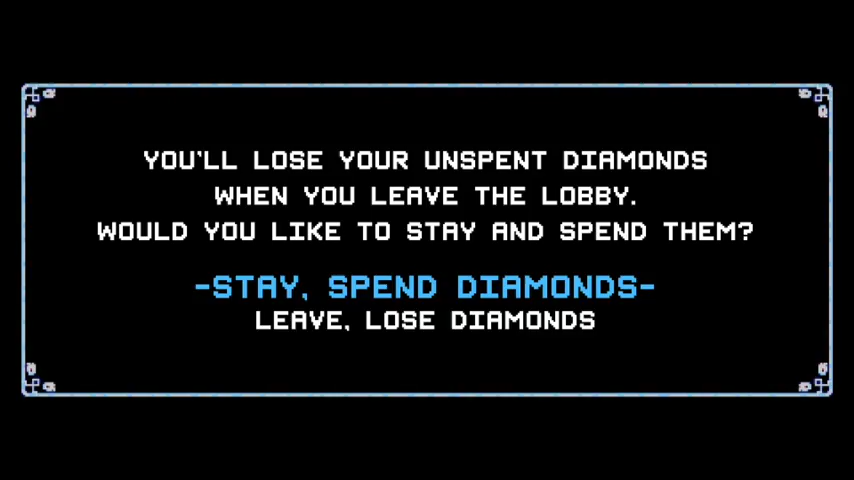 YOU'LL LOSE YOUR UNSPENT DIAMONDS
WHEN YOU LEAVE THE LOBBY.
WOULD YOU LIKE TO STAY AND SPEND THEM?
-STAY, SPEND DIAMONDS-
LEAVE, LOSE DIAMONDS